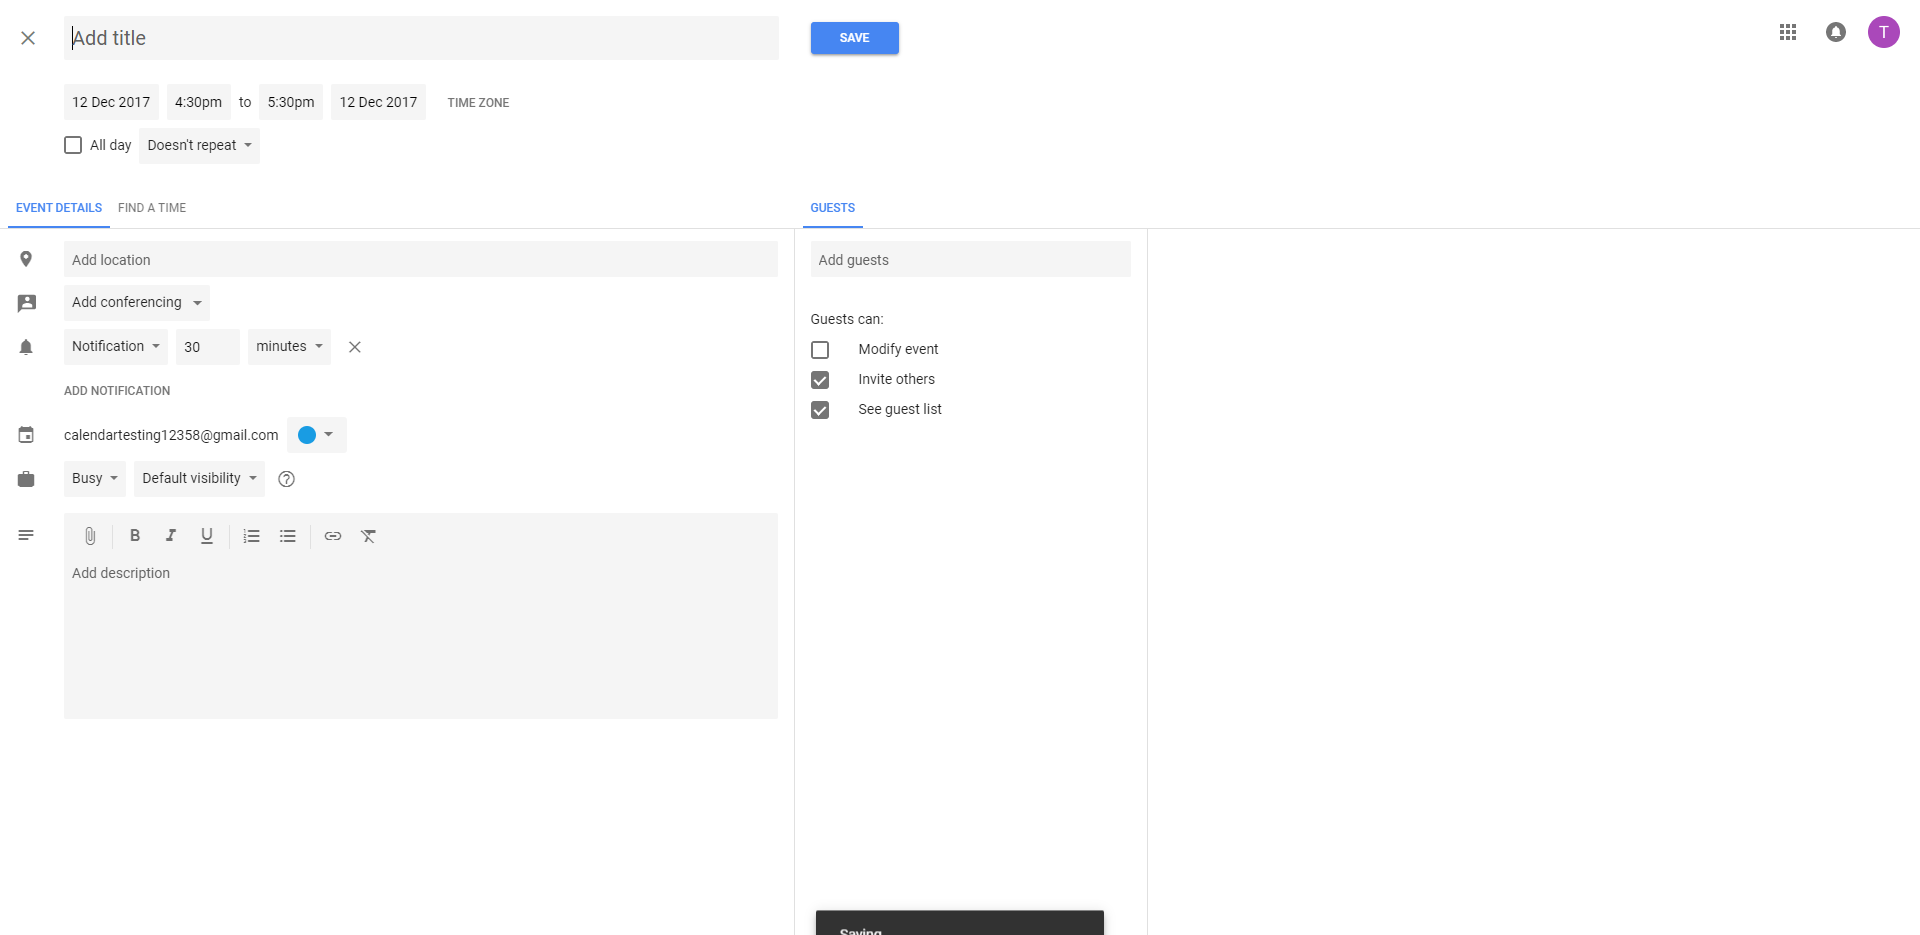 Add title
SAVE
T
12 Dec 2017 4:30pm to 5:30pm 12 Dec 2017 TIME ZONE
All day Doesn't repeat
EVENT DETAILS FIND A TIME
GUESTS
Add location
Add conferencing
Notification 30 minutes
ADD NOTIFICATION
calendartesting12358@gmail.com
Busy Default visibility ?
B I U
Add description
Add guests
Guests can:
Modify event
Invite others
See guest list
Saving